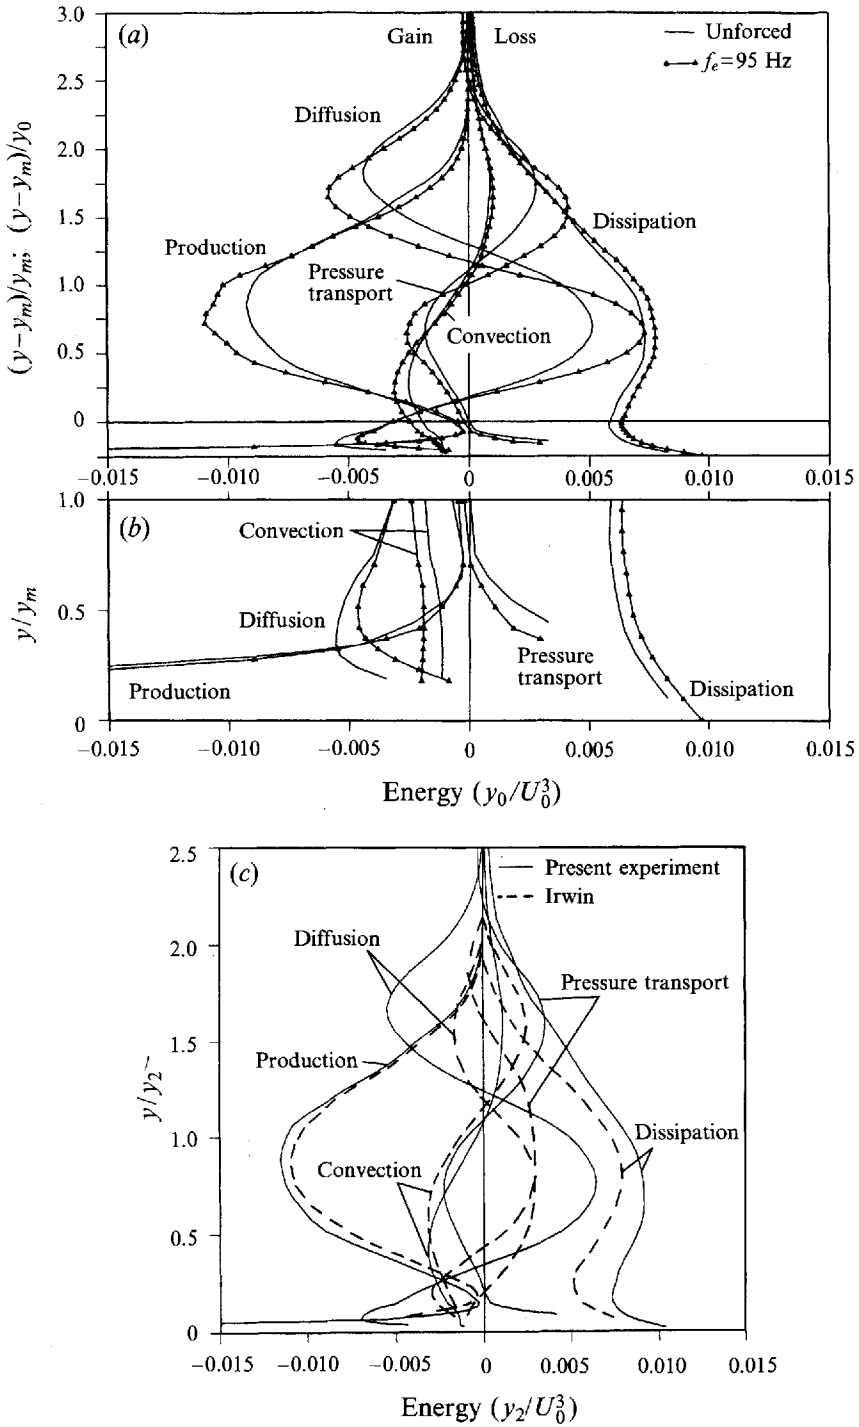 (a)
Gain
Loss
Unforced
f_e=95 Hz
3.0
2.5
2.0
1.5
1.0
0.5
0
(y−y_m)/y_m; (y−y_m)/y_0
Diffusion
Production
Pressure
transport
Dissipation
Convection
−0.015
−0.010
−0.005
0
0.005
0.010
0.015
(b)
1.0
0.5
0
y/y_m
Convection
Diffusion
Production
Pressure
transport
Dissipation
−0.015
−0.010
−0.005
0
0.005
0.010
0.015
Energy (y_0/U_0^3)
(c)
Present experiment
Irwin
2.5
2.0
1.5
1.0
0.5
0
y/y_2
Diffusion
Pressure transport
Production
Dissipation
Convection
−0.015
−0.010
−0.005
0
0.005
0.010
0.015
Energy (y_2/U_0^3)